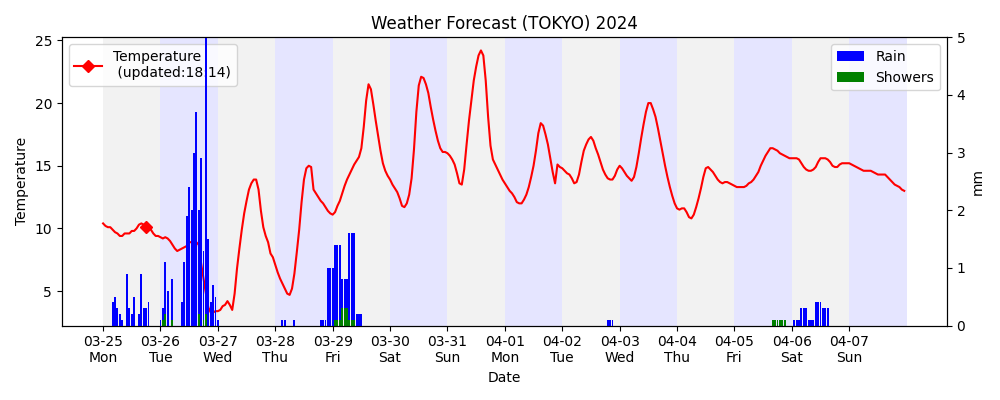 Weather Forecast (TOKYO) 2024
Temperature
(updated:18:14)
Rain
Showers
25
20
15
10
5
Temperature
5
4
3
2
1
0
mm
03-25 03-26 03-27 03-28 03-29 03-30 03-31 04-01 04-02 04-03 04-04 04-05 04-06 04-07
Mon Tue Wed Thu Fri Sat Sun Mon Tue Wed Thu Fri Sat Sun
Date